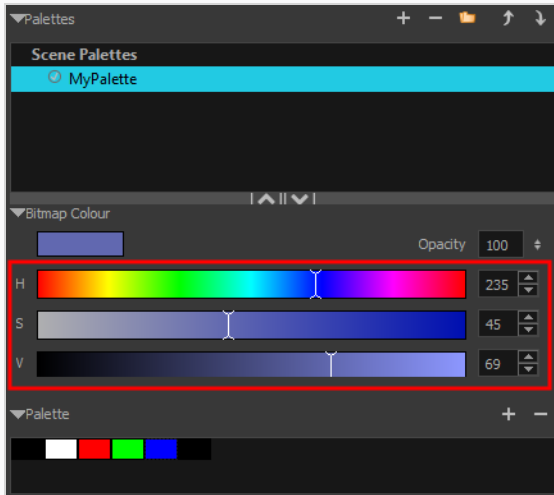 Palettes
Scene Palettes
MyPalette
Bitmap Colour
Opacity 100
H 235
S 45
V 69
Palette